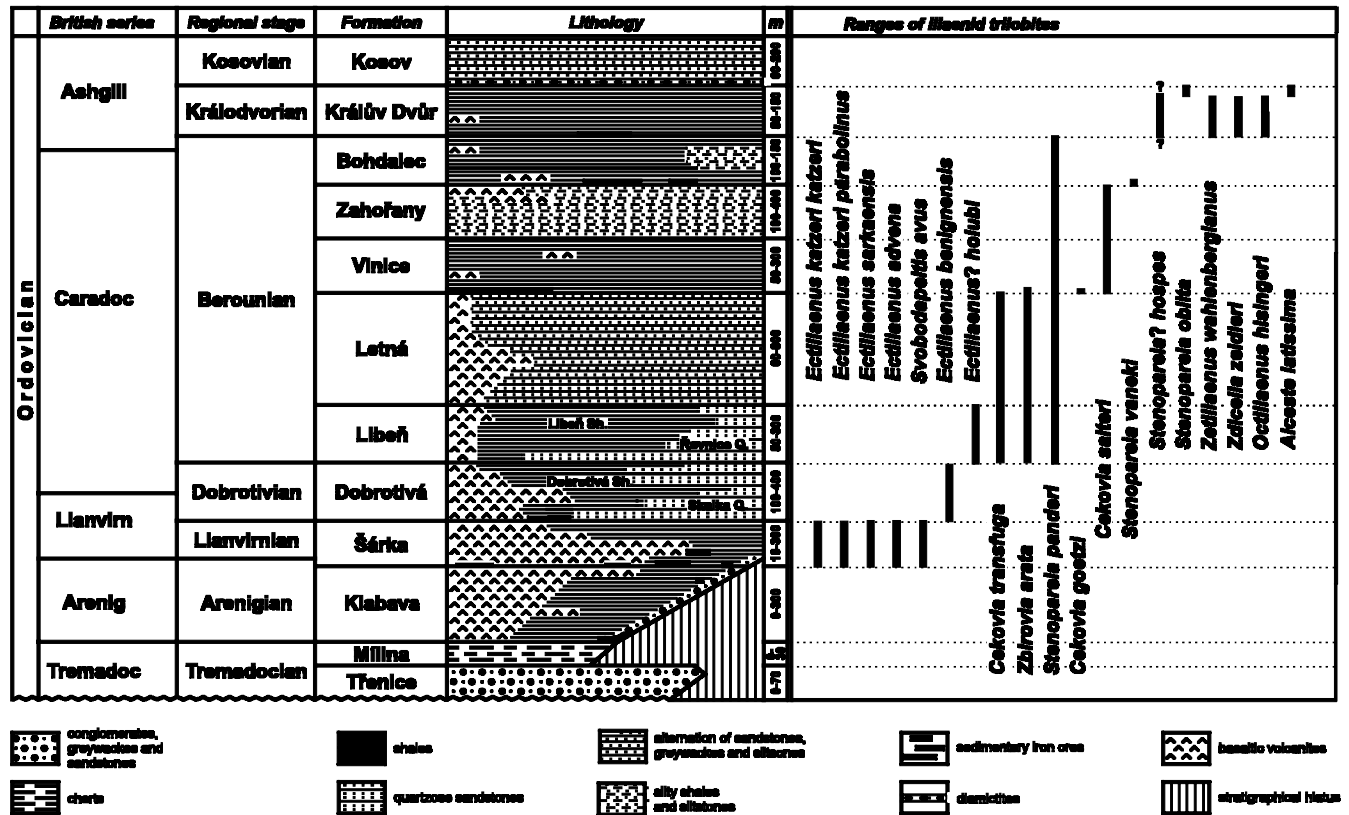 British series Regional stage Formation Lithology m Ranges of illaenid trilobites
Ordovician
Ashgill
Caradoc
Llanvirn
Arenig
Tremadoc
Kosovian
Králodvorian
Berounian
Dobrotivian
Llanvirnian
Arenigian
Tremadocian
Kosov
Králův Dvůr
Bohdalec
Zahořany
Vinice
Letná
Libeň
Dobrotivá
Šárka
Klabava
Mílina
Třenice
Libeň Sh.
Řevnice Q.
Dobrotivá Sh.
Skalka Q.
Ectillaenus katzeri katzeri
Ectillaenus katzeri parabolinus
Ectillaenus sarkaensis
Ectillaenus advena
Svobodapeltis avus
Ectillaenus benignensis
Ectillaenus? holubi
Cekovia transfuga
Zbirovia arata
Stenopareia panderi
Cekovia goetzi
Cekovia salteri
Stenopareia vaneki
Stenopareia? hospes
Stenopareia oblita
Zetillaenus wahlenbergianus
Zdicella zeidleri
Octillaenus hisingeri
Alceste latissima
conglomerates,
greywackes and
sandstones
shales
alternation of sandstones,
greywackes and siltstones
sedimentary iron ores
basaltic volcanites
cherts
quartzose sandstones
silty shales
and siltstones
diamictites
stratigraphical hiatus